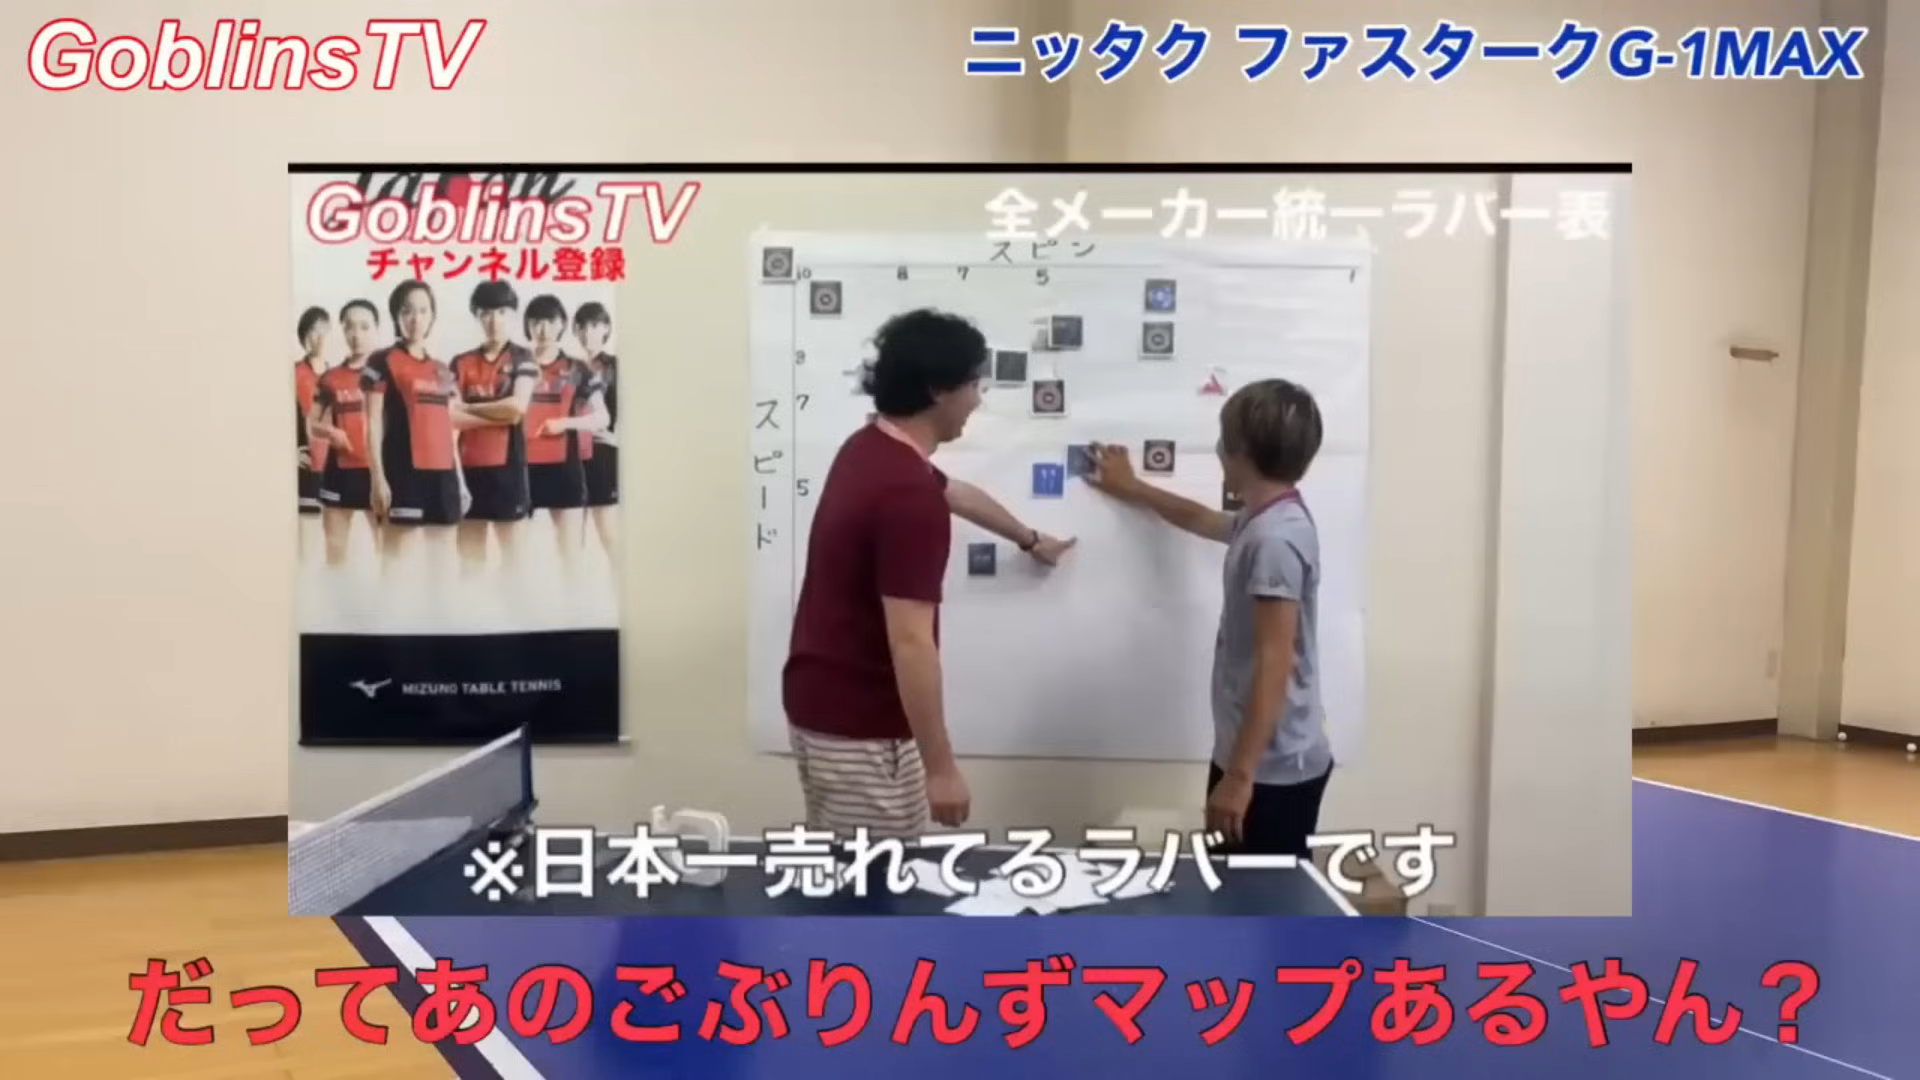 GoblinsTV
ニッタク ファスタークG-1MAX
GoblinsTV
チャンネル登録
全メーカー統一ラバー表
スピン
10 8 7 5 1
スピード
9
7
5
MIZUNO TABLE TENNIS
※日本一売れてるラバーです
だってあのごぶりんずマップあるやん？